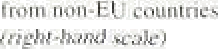 from non-EU countries
(right-hand scale)